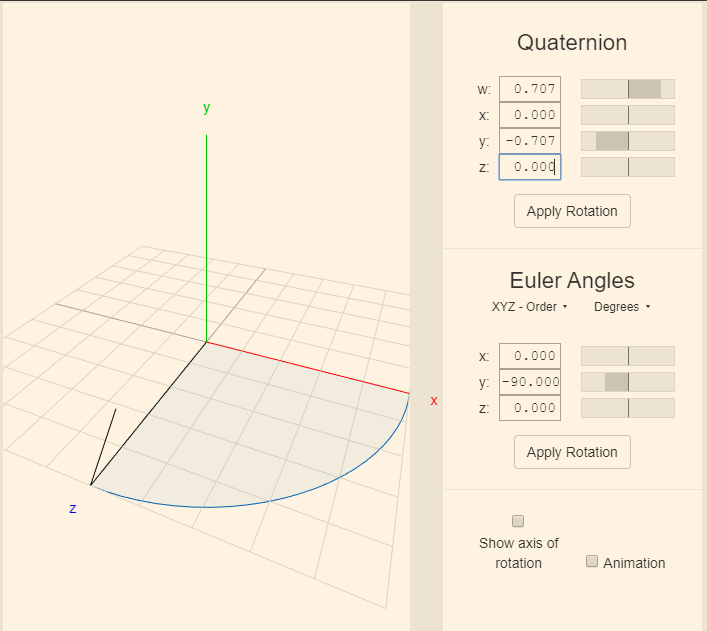 y
x
z
Quaternion
w: 0.707
x: 0.000
y: -0.707
z: 0.000
Apply Rotation
Euler Angles
XYZ - Order Degrees
x: 0.000
y: -90.000
z: 0.000
Apply Rotation
Show axis of
rotation
Animation